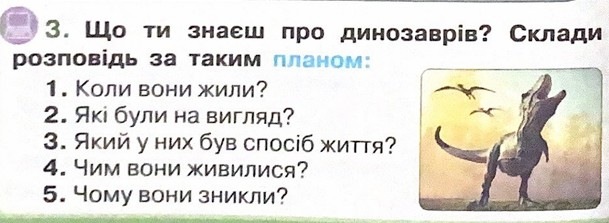 3. Що ти знаєш про динозаврів? Склади
розповідь за таким планом:
1. Коли вони жили?
2. Які були на вигляд?
3. Який у них був спосіб життя?
4. Чим вони живилися?
5. Чому вони зникли?